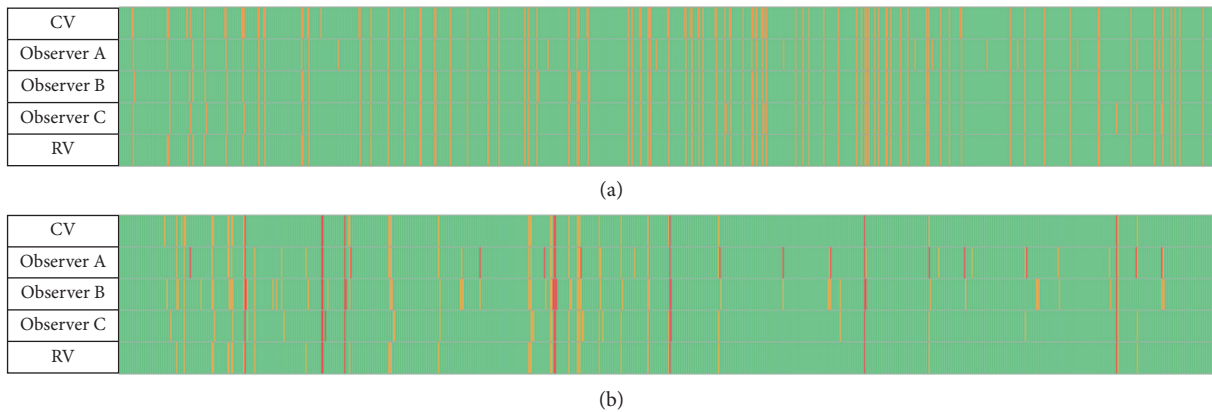 CV
Observer A
Observer B
Observer C
RV
(a)
CV
Observer A
Observer B
Observer C
RV
(b)